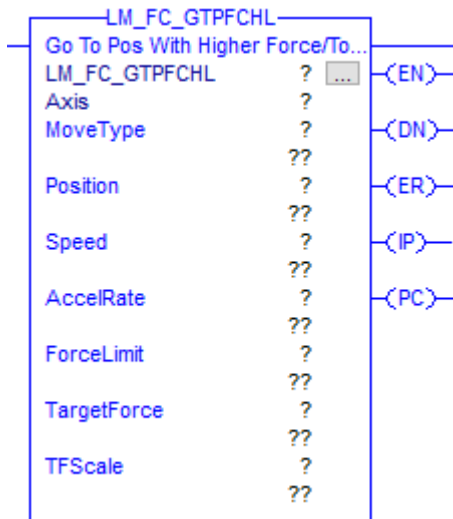 LM_FC_GTPFCHL
Go To Pos With Higher Force/To...
LM_FC_GTPFCHL ? ... (EN)
Axis ?
MoveType ? (DN)
??
Position ? (ER)
??
Speed ? (IP)
??
AccelRate ? (PC)
??
ForceLimit ?
??
TargetForce ?
??
TFScale ?
??